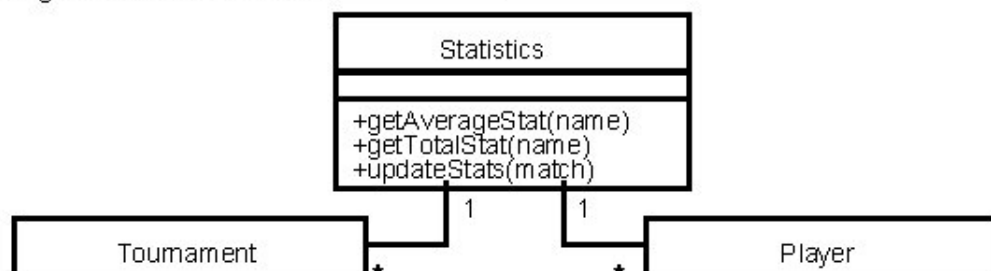 Statistics
+getAverageStat(name)
+getTotalStat(name)
+updateStats(match)
1 1
Tournament Player
* *